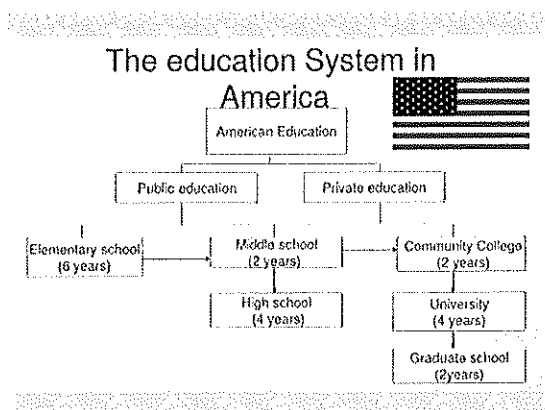 The education System in
America
American Education
Public education
Private education
Elementary school
(6 years)
Middle school
(2 years)
Community College
(2 years)
High school
(4 years)
University
(4 years)
Graduate school
(2years)